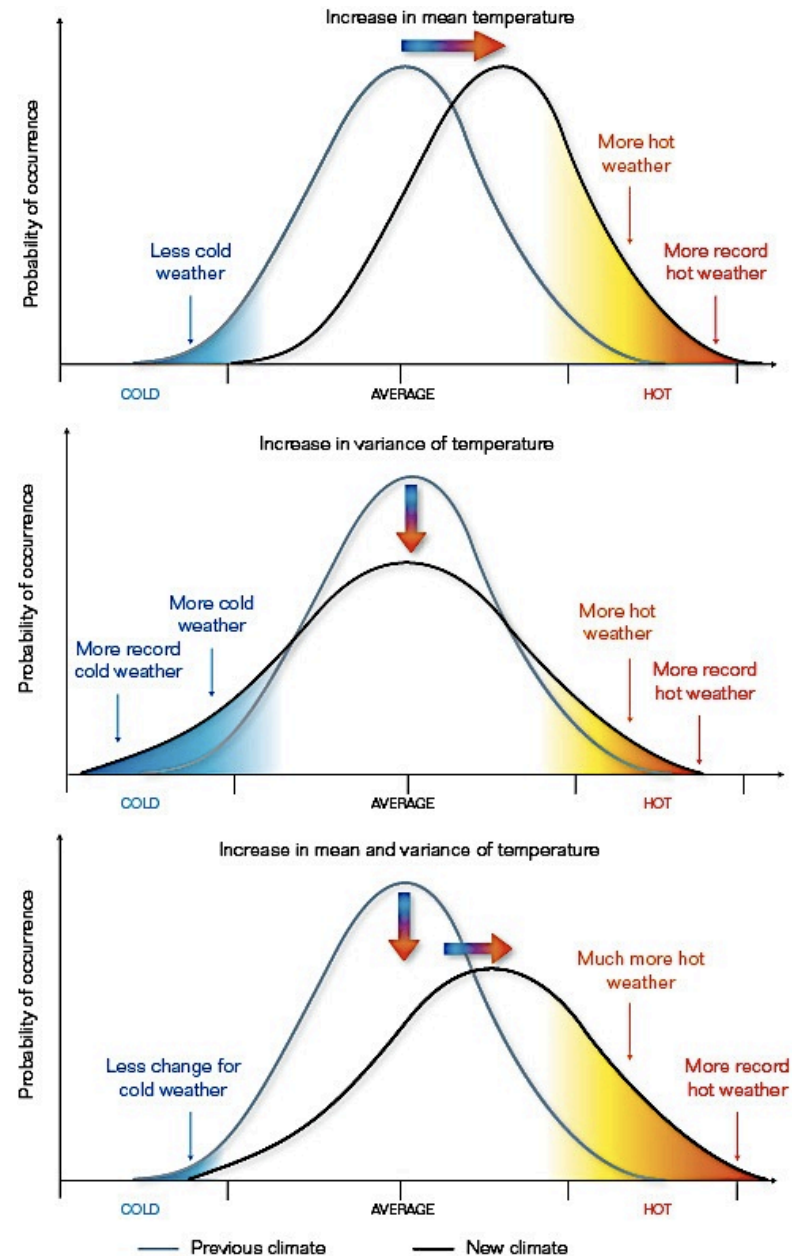 Increase in mean temperature
Probability of occurrence
More hot
weather
Less cold
weather
More record
hot weather
COLD
AVERAGE
HOT
Increase in variance of temperature
Probability of occurrence
More cold
weather
More record
cold weather
More hot
weather
More record
hot weather
COLD
AVERAGE
HOT
Increase in mean and variance of temperature
Probability of occurrence
Much more hot
weather
Less change for
cold weather
More record
hot weather
COLD
AVERAGE
HOT
Previous climate
New climate